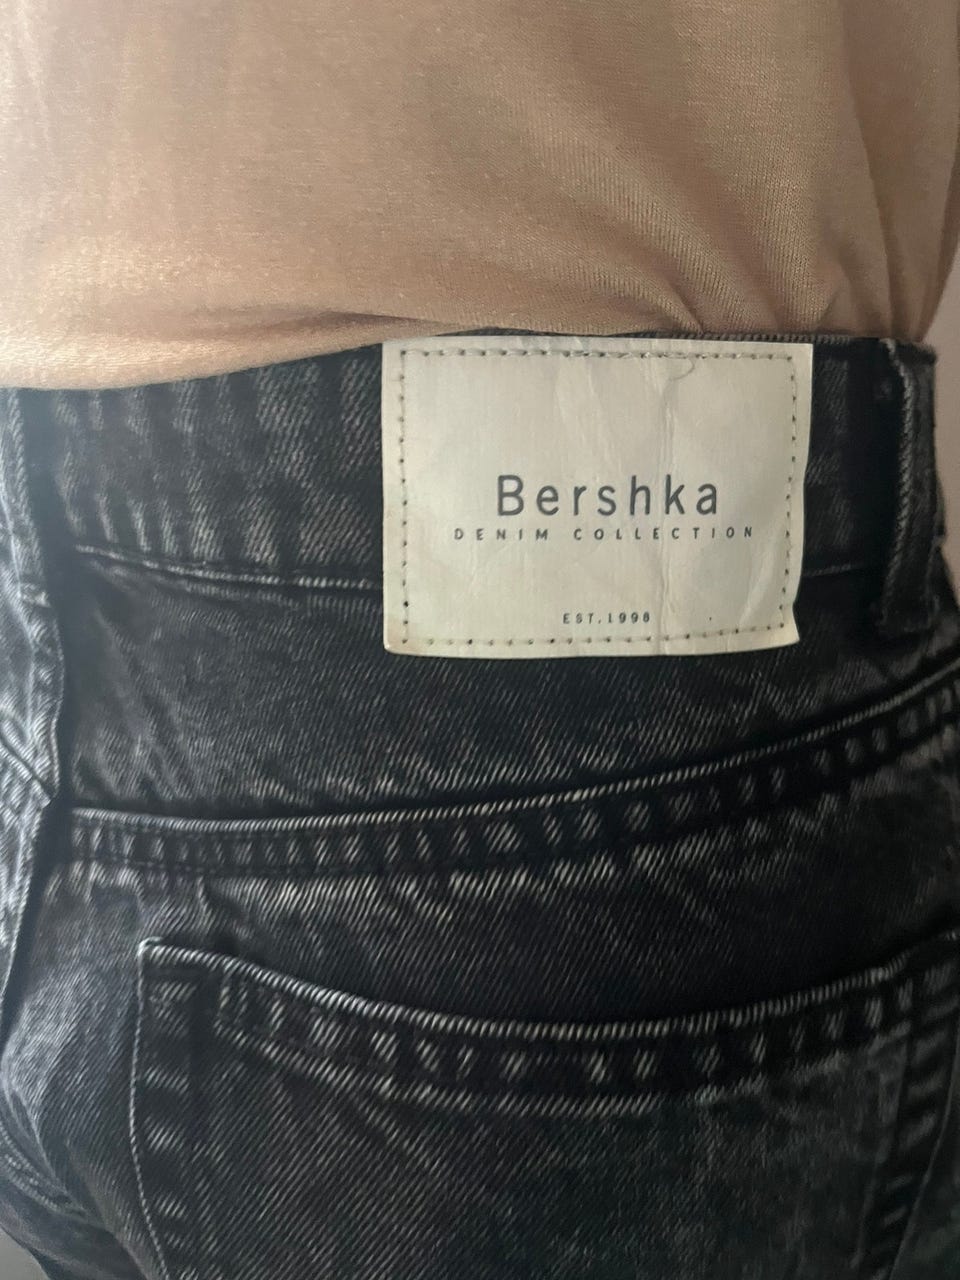 Bershka
DENIM COLLECTION
EST.1998